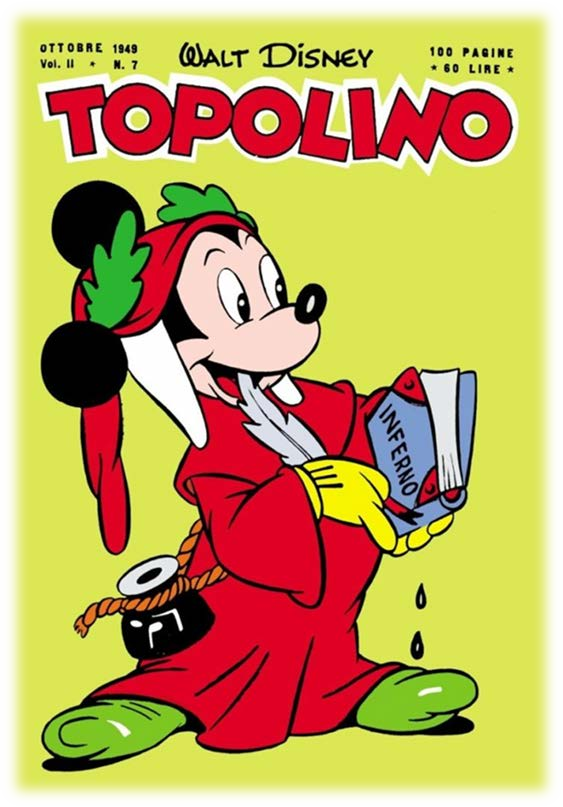 OTTOBRE 1949
Vol. II * N. 7
WALT DISNEY
100 PAGINE
* 60 LIRE *
TOPOLINO
INFERNO